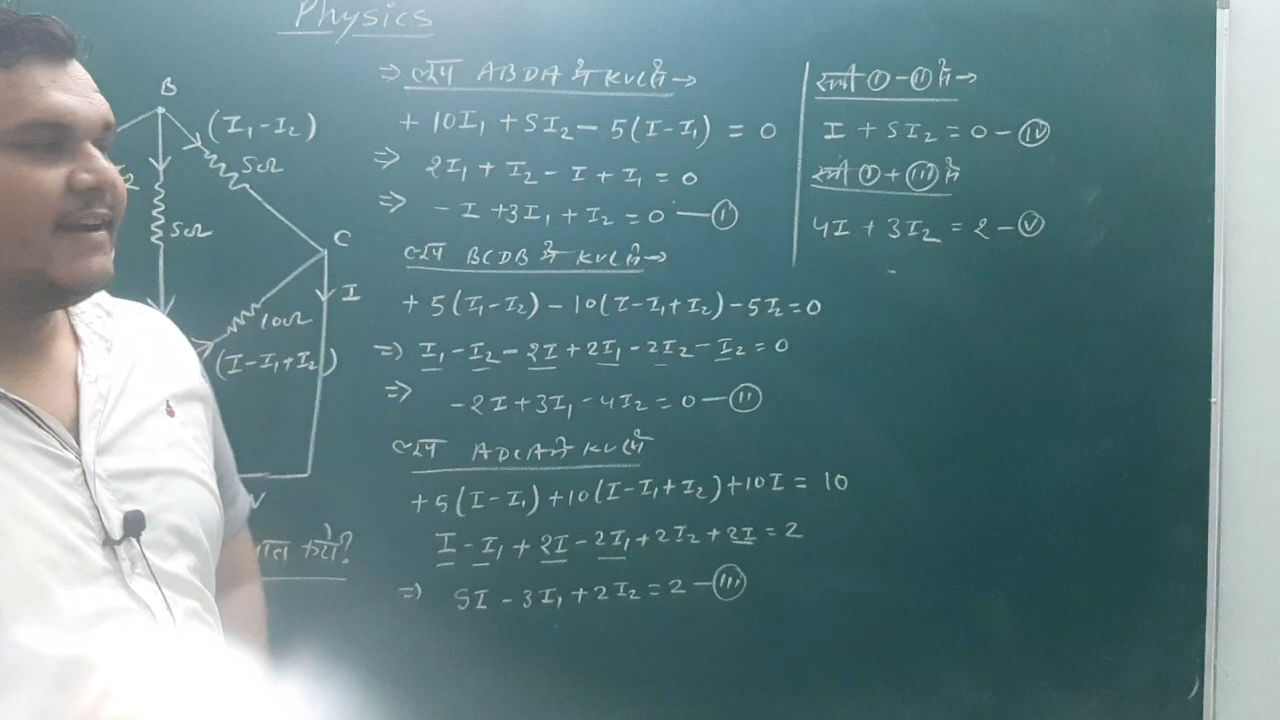 Physics
B
(I₁-I₂)
5Ω
2
5Ω
C
I
10Ω
(I-I₁+I₂)
V
⇒ लूप ABDA में KVL से→
+ 10I₁ + 5I₂ - 5(I-I₁) = 0
⇒ 2I₁ + I₂ - I + I₁ = 0
⇒ - I + 3I₁ + I₂ = 0 — Ⓘ
लूप BCDB में KVL से→
+ 5(I₁-I₂) - 10(I-I₁+I₂) - 5I₂ = 0
⇒ I₁ - I₂ - 2I + 2I₁ - 2I₂ - I₂ = 0
⇒ -2I + 3I₁ - 4I₂ = 0 — (II)
लूप ADCA में KVL से
+5(I-I₁) + 10(I-I₁+I₂) + 10I = 10
I - I₁ + 2I - 2I₁ + 2I₂ + 2I = 2
⇒ 5I - 3I₁ + 2I₂ = 2 — (III)
समी (I) - (II) से→
I + 5I₂ = 0 — (IV)
समी (I) + (III) से
4I + 3I₂ = 2 — (V)